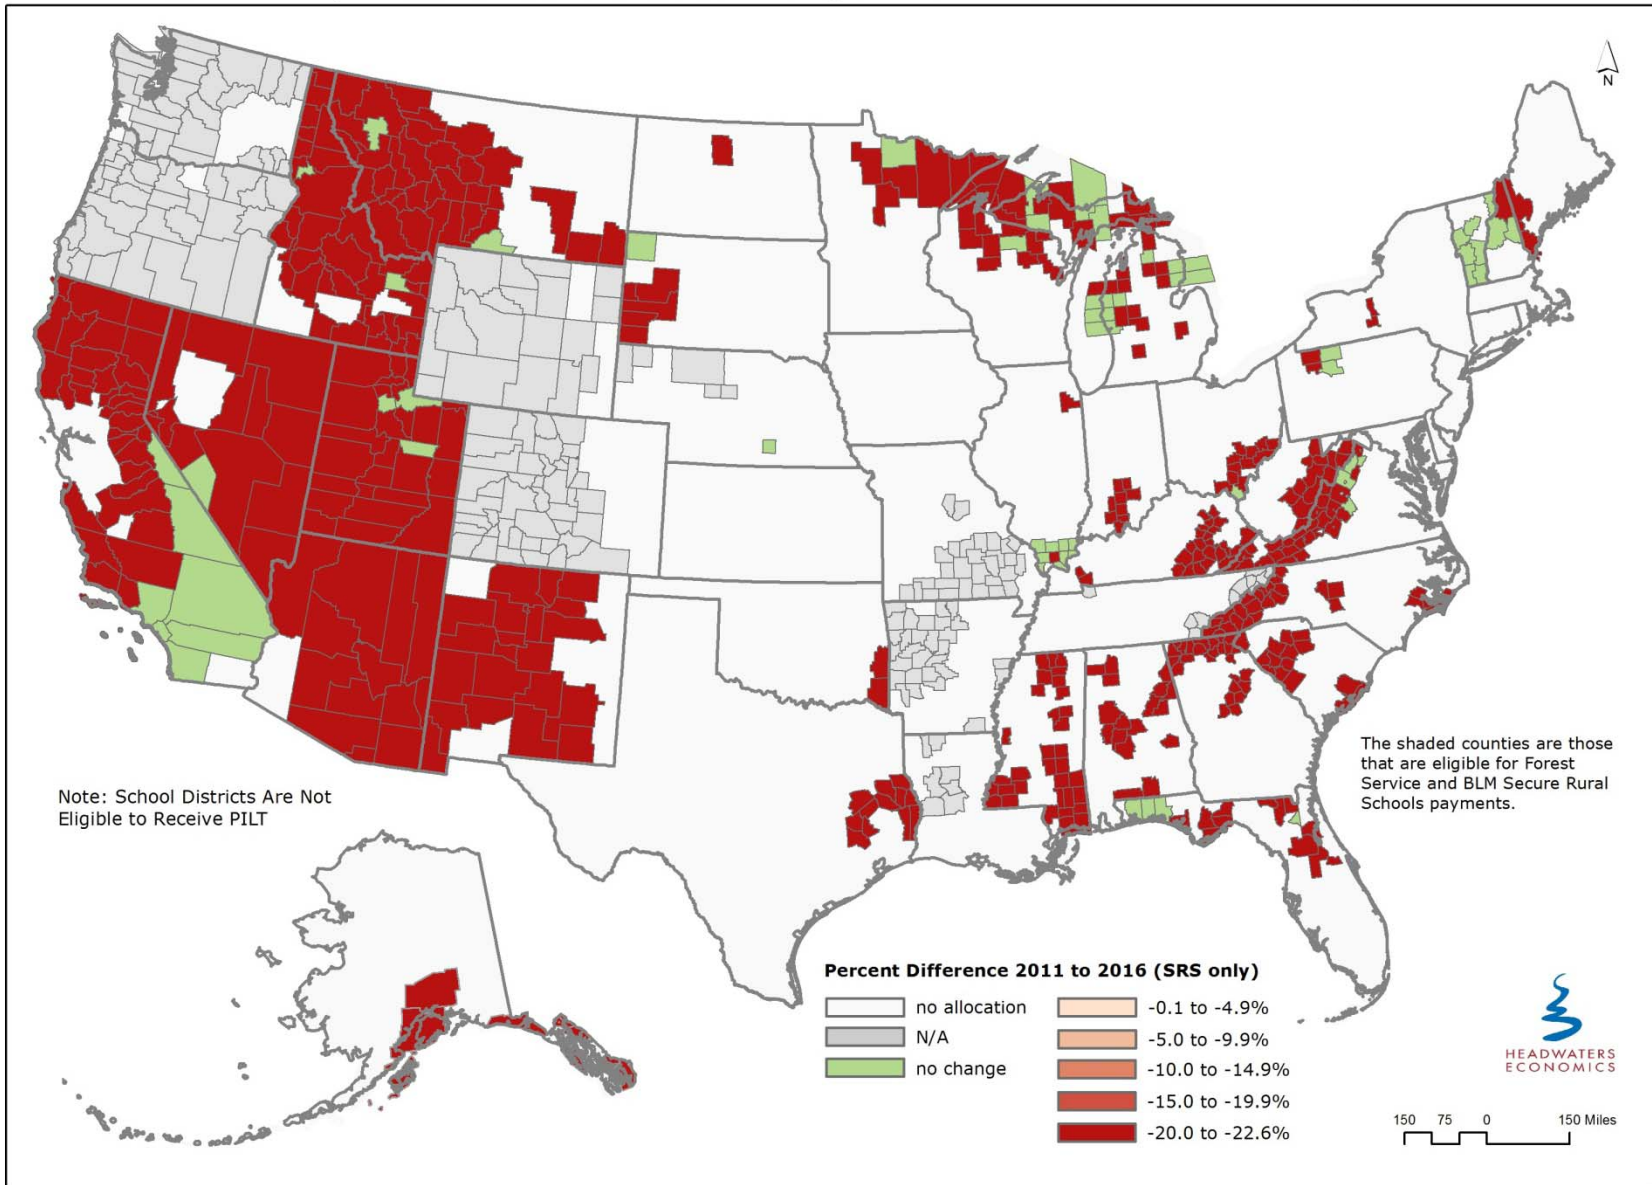 N
Note: School Districts Are Not
Eligible to Receive PILT
The shaded counties are those
that are eligible for Forest
Service and BLM Secure Rural
Schools payments.
Percent Difference 2011 to 2016 (SRS only)
no allocation
N/A
no change
-0.1 to -4.9%
-5.0 to -9.9%
-10.0 to -14.9%
-15.0 to -19.9%
-20.0 to -22.6%
HEADWATERS
ECONOMICS
150 75 0 150 Miles